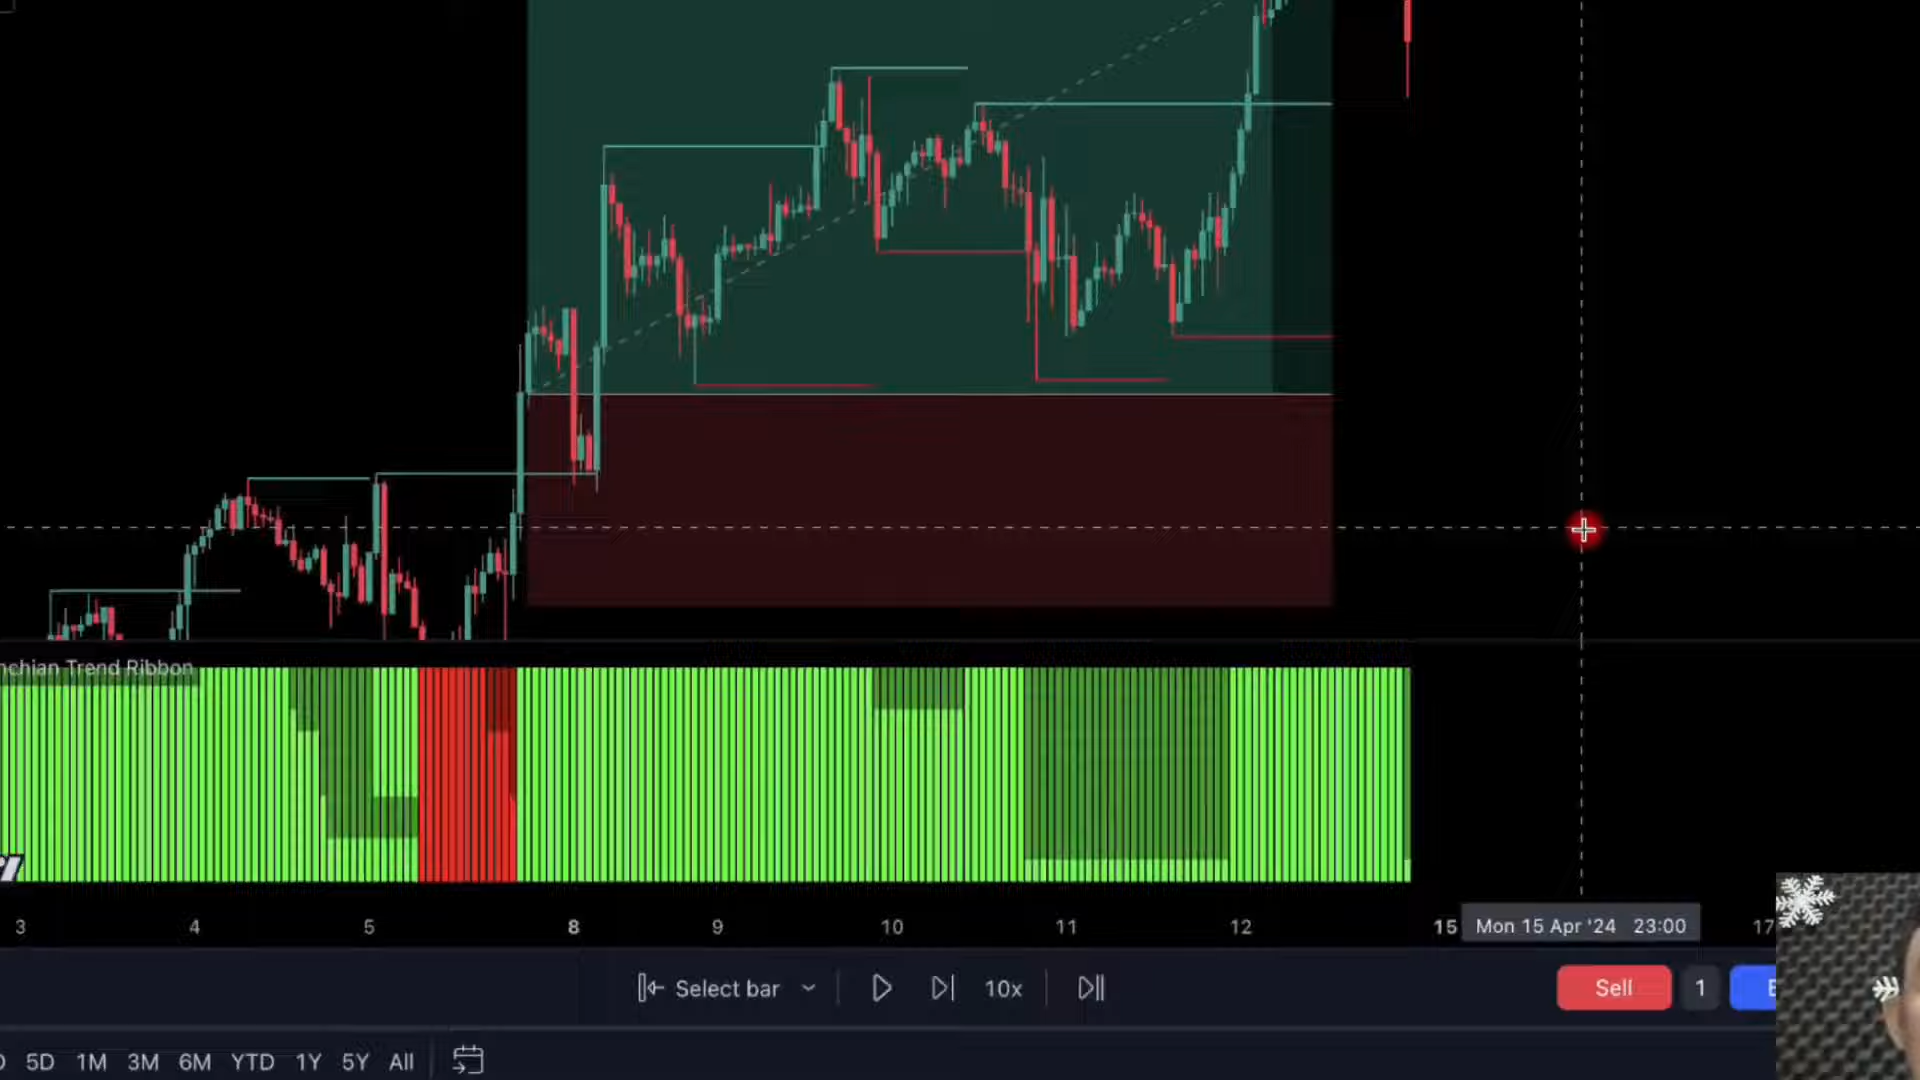 nchian Trend Ribbon
3 4 5 8 9 10 11 12 15 Mon 15 Apr '24 23:00 17
Select bar 10x Sell 1
5D 1M 3M 6M YTD 1Y 5Y All